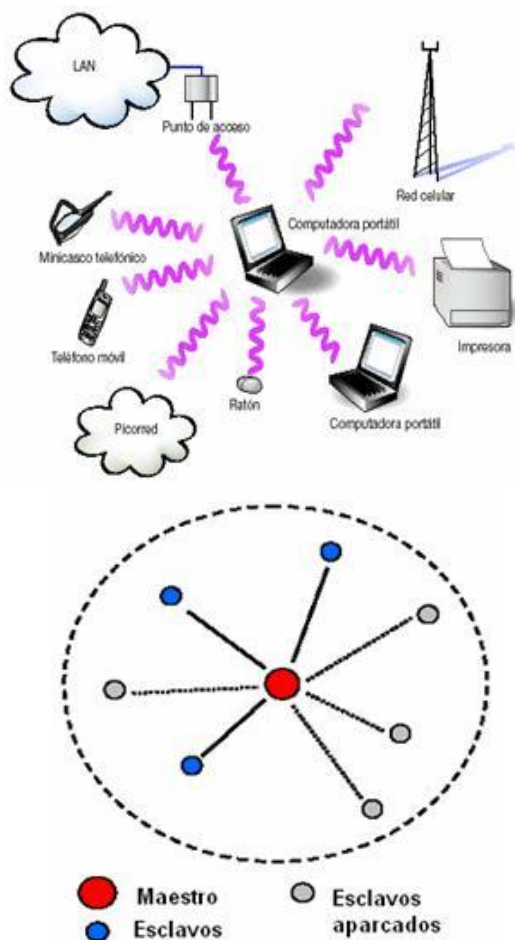 LAN
Punto de acceso
Red celular
Computadora portátil
Minicasco telefónico
Teléfono móvil
Impresora
Ratón
Computadora portátil
Picorred
Maestro
Esclavos
Esclavos
aparcados